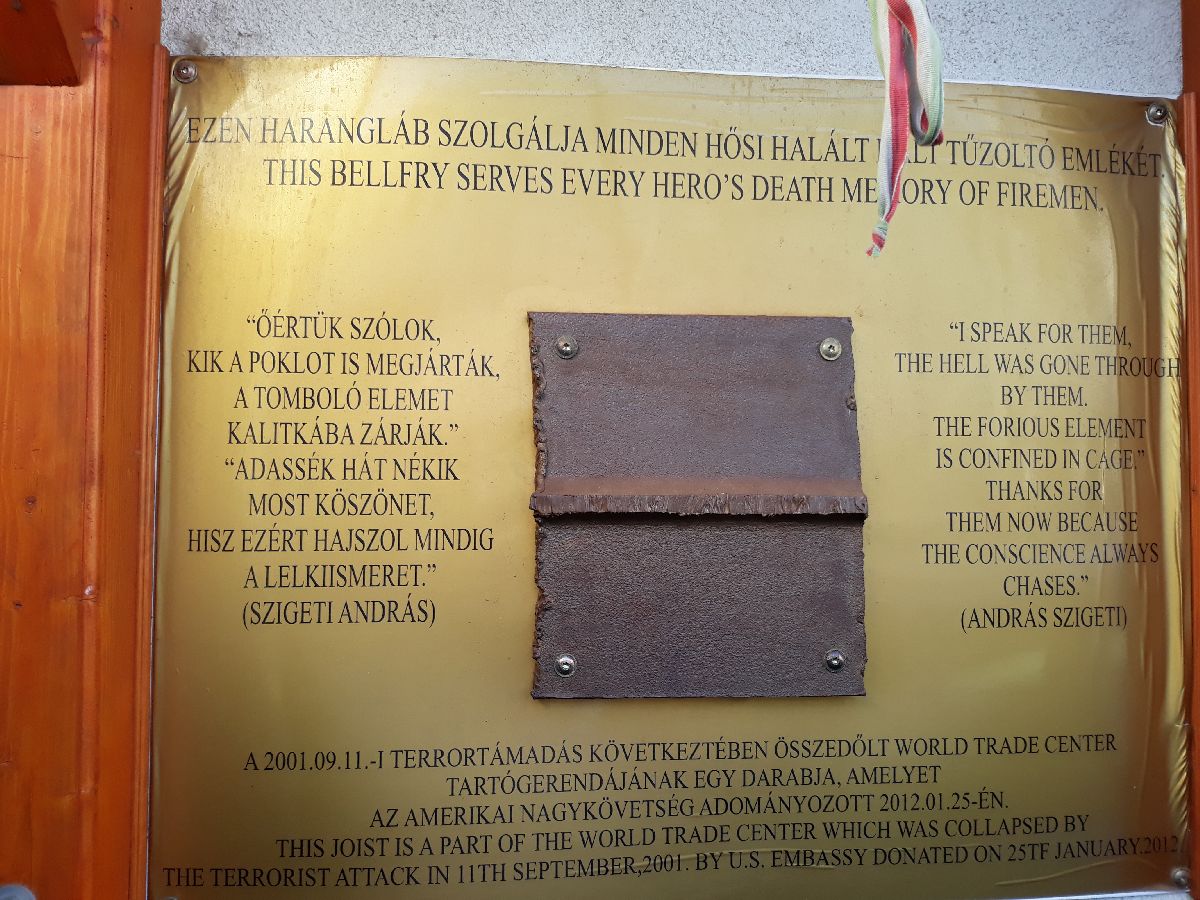 EZEN HARANGLÁB SZOLGÁLJA MINDEN HŐSI HALÁLT TŰZOLTÓ EMLÉKÉT.
THIS BELLFRY SERVES EVERY HERO'S DEATH MEMORY OF FIREMEN.
“ŐÉRTÜK SZÓLOK,
KIK A POKLOT IS MEGJÁRTÁK,
A TOMBOLÓ ELEMET
KALITKÁBA ZÁRJÁK.”
“ADASSÉK HÁT NÉKIK
MOST KÖSZÖNET,
HISZ EZÉRT HAJSZOL MINDIG
A LELKIISMERET.”
(SZIGETI ANDRÁS)
“I SPEAK FOR THEM,
THE HELL WAS GONE THROUGH
BY THEM.
THE FORIOUS ELEMENT
IS CONFINED IN CAGE.”
THANKS FOR
THEM NOW BECAUSE
THE CONSCIENCE ALWAYS
CHASES.”
(ANDRÁS SZIGETI)
A 2001.09.11.-I TERRORTÁMADÁS KÖVETKEZTÉBEN ÖSSZEDŐLT WORLD TRADE CENTER
TARTÓGERENDÁJÁNAK EGY DARABJA, AMELYET
AZ AMERIKAI NAGYKÖVETSÉG ADOMÁNYOZOTT 2012.01.25-ÉN.
THIS JOIST IS A PART OF THE WORLD TRADE CENTER WHICH WAS COLLAPSED BY
THE TERRORIST ATTACK IN 11TH SEPTEMBER,2001. BY U.S. EMBASSY DONATED ON 25TF JANUARY.2012.